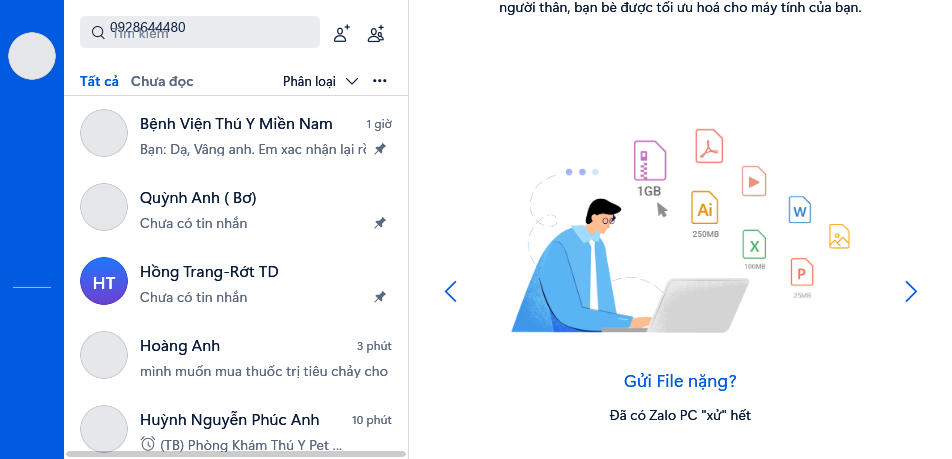 0928644480
Tìm kiếm
Tất cả Chưa đọc Phân loại
Bệnh Viện Thú Y Miền Nam 1 giờ
Bạn: Dạ, Vâng anh. Em xac nhận lại
Quỳnh Anh ( Bơ)
Chưa có tin nhắn
HT Hồng Trang-Rớt TD
Chưa có tin nhắn
Hoàng Anh 3 phút
mình muốn mua thuốc trị tiêu chảy cho
Huỳnh Nguyễn Phúc Anh 10 phút
(TB) Phòng Khám Thú Y Pet ...
người thân, bạn bè được tối ưu hoá cho máy tính của bạn.
1GB
Ai
250MB
W
X
100MB
P
25MB
Gửi File nặng?
Đã có Zalo PC "xử" hết